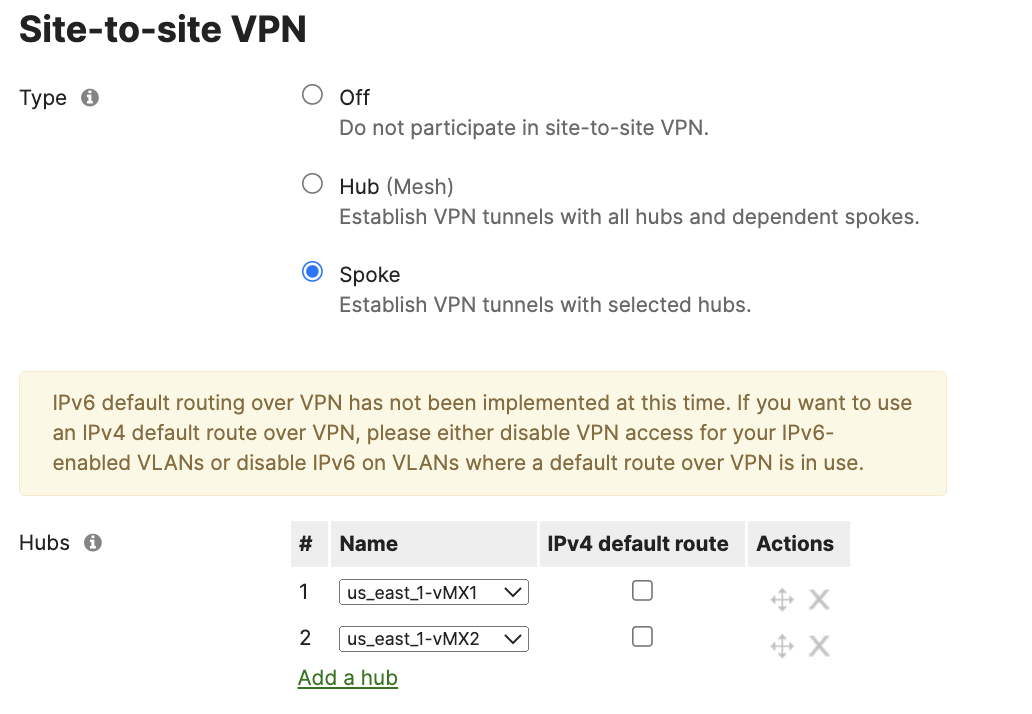 Site-to-site VPN
Type
Off
Do not participate in site-to-site VPN.
Hub (Mesh)
Establish VPN tunnels with all hubs and dependent spokes.
Spoke
Establish VPN tunnels with selected hubs.
IPv6 default routing over VPN has not been implemented at this time. If you want to use
an IPv4 default route over VPN, please either disable VPN access for your IPv6-
enabled VLANs or disable IPv6 on VLANs where a default route over VPN is in use.
Hubs
# Name IPv4 default route Actions
1 us_east_1-vMX1
2 us_east_1-vMX2
Add a hub